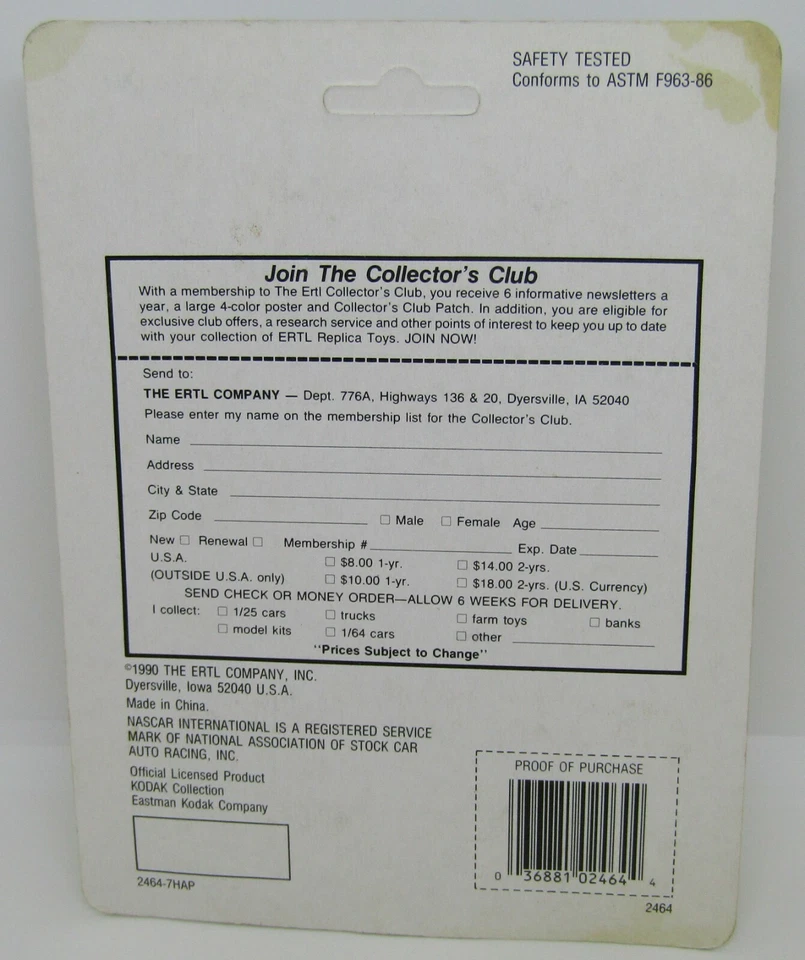 SAFETY TESTED
Conforms to ASTM F963-86
Join The Collector's Club
With a membership to The Ertl Collector's Club, you receive 6 informative newsletters a
year, a large 4-color poster and Collector's Club Patch. In addition, you are eligible for
exclusive club offers, a research service and other points of interest to keep you up to date
with your collection of ERTL Replica Toys. JOIN NOW!
Send to:
THE ERTL COMPANY — Dept. 776A, Highways 136 & 20, Dyersville, IA 52040
Please enter my name on the membership list for the Collector's Club.
Name
Address
City & State
Zip Code □ Male □ Female Age
New □ Renewal □ Membership # Exp. Date
U.S.A. □ $8.00 1-yr. □ $14.00 2-yrs.
(OUTSIDE U.S.A. only) □ $10.00 1-yr. □ $18.00 2-yrs. (U.S. Currency)
SEND CHECK OR MONEY ORDER—ALLOW 6 WEEKS FOR DELIVERY.
I collect: □ 1/25 cars □ trucks □ farm toys □ banks
□ model kits □ 1/64 cars □ other
"Prices Subject to Change"
©1990 THE ERTL COMPANY, INC.
Dyersville, Iowa 52040 U.S.A.
Made in China.
NASCAR INTERNATIONAL IS A REGISTERED SERVICE
MARK OF NATIONAL ASSOCIATION OF STOCK CAR
AUTO RACING, INC.
Official Licensed Product
KODAK Collection
Eastman Kodak Company
2464-7HAP
PROOF OF PURCHASE
0 36881 02464 4
2464